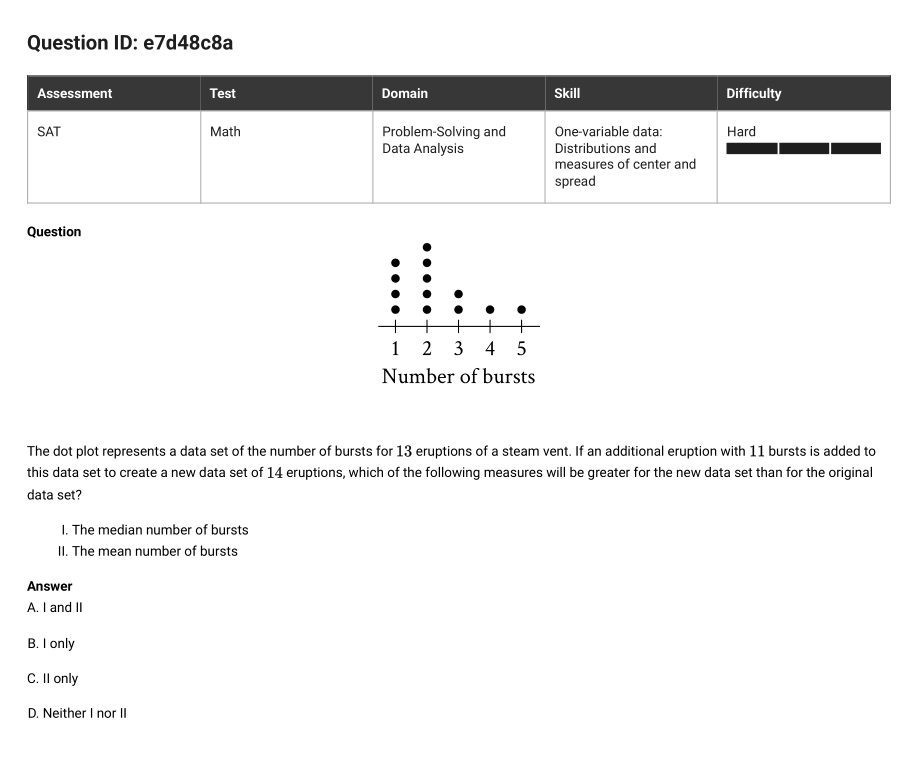 Question ID: e7d48c8a
Assessment Test Domain Skill Difficulty
SAT Math Problem-Solving and Data Analysis One-variable data: Distributions and measures of center and spread Hard
Question
1 2 3 4 5
Number of bursts
The dot plot represents a data set of the number of bursts for 13 eruptions of a steam vent. If an additional eruption with 11 bursts is added to
this data set to create a new data set of 14 eruptions, which of the following measures will be greater for the new data set than for the original
data set?
I. The median number of bursts
II. The mean number of bursts
Answer
A. I and II
B. I only
C. II only
D. Neither I nor II